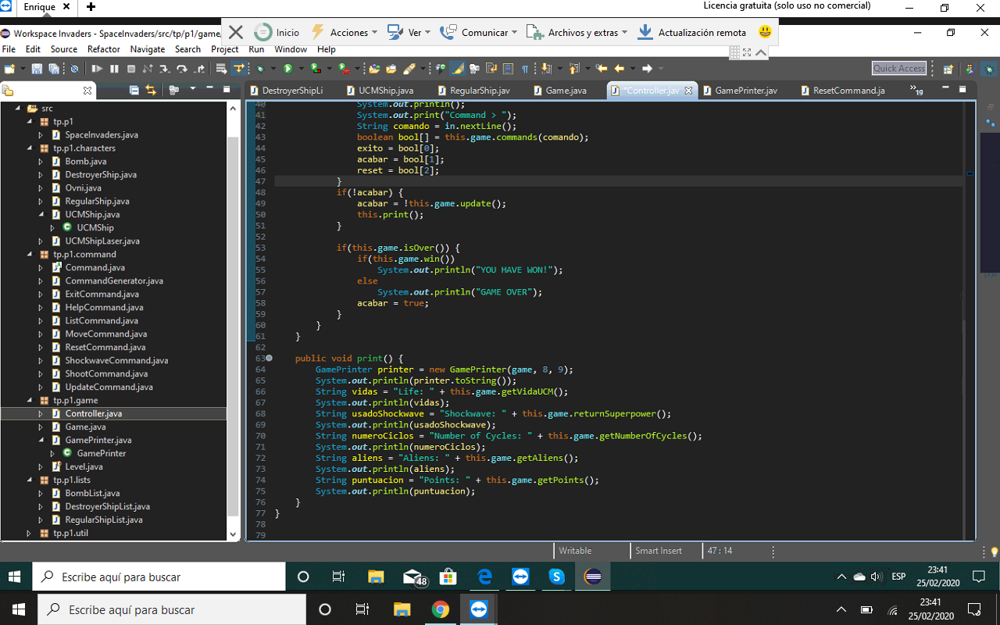 Enrique
Licencia gratuita (solo uso no comercial)
Workspace Invaders - SpaceInvaders/src/tp/p1/game/
Inicio
Acciones
Ver
Comunicar
Archivos y extras
Actualización remota
File Edit Source Refactor Navigate Search Project Run Window Help
Quick Access
DestroyerShipLi
UCMShip.java
RegularShip.jav
Game.java
*Controller.jav
GamePrinter.jav
ResetCommand.ja
»19
src
tp.p1
SpaceInvaders.java
tp.p1.characters
Bomb.java
DestroyerShip.java
Ovni.java
RegularShip.java
UCMShip.java
UCMShip
UCMShipLaser.java
tp.p1.command
Command.java
CommandGenerator.java
ExitCommand.java
HelpCommand.java
ListCommand.java
MoveCommand.java
ResetCommand.java
ShockwaveCommand.java
ShootCommand.java
UpdateCommand.java
tp.p1.game
Controller.java
Game.java
GamePrinter.java
GamePrinter
Level.java
tp.p1.lists
BombList.java
DestroyerShipList.java
RegularShipList.java
tp.p1.util
40 System.out.println();
41 System.out.print("Command > ");
42 String comando = in.nextLine();
43 boolean bool[] = this.game.commands(comando);
44 exito = bool[0];
45 acabar = bool[1];
46 reset = bool[2];
47 }
48 if(!acabar) {
49 acabar = !this.game.update();
50 this.print();
51 }
52
53 if(this.game.isOver()) {
54 if(this.game.win())
55 System.out.println("YOU HAVE WON!");
56 else
57 System.out.println("GAME OVER");
58 acabar = true;
59 }
60 }
61 }
62
63 public void print() {
64 GamePrinter printer = new GamePrinter(game, 8, 9);
65 System.out.println(printer.toString());
66 String vidas = "Life: " + this.game.getVidaUCM();
67 System.out.println(vidas);
68 String usadoShockwave = "Shockwave: " + this.game.returnSuperpower();
69 System.out.println(usadoShockwave);
70 String numeroCiclos = "Number of Cycles: " + this.game.getNumberOfCycles();
71 System.out.println(numeroCiclos);
72 String aliens = "Aliens: " + this.game.getAliens();
73 System.out.println(aliens);
74 String puntuacion = "Points: " + this.game.getPoints();
75 System.out.println(puntuacion);
76 }
77 }
78
79
Writable
Smart Insert
47 : 14
Escribe aquí para buscar
48
ESP
23:41
25/02/2020
Escribe aquí para buscar
23:41
25/02/2020